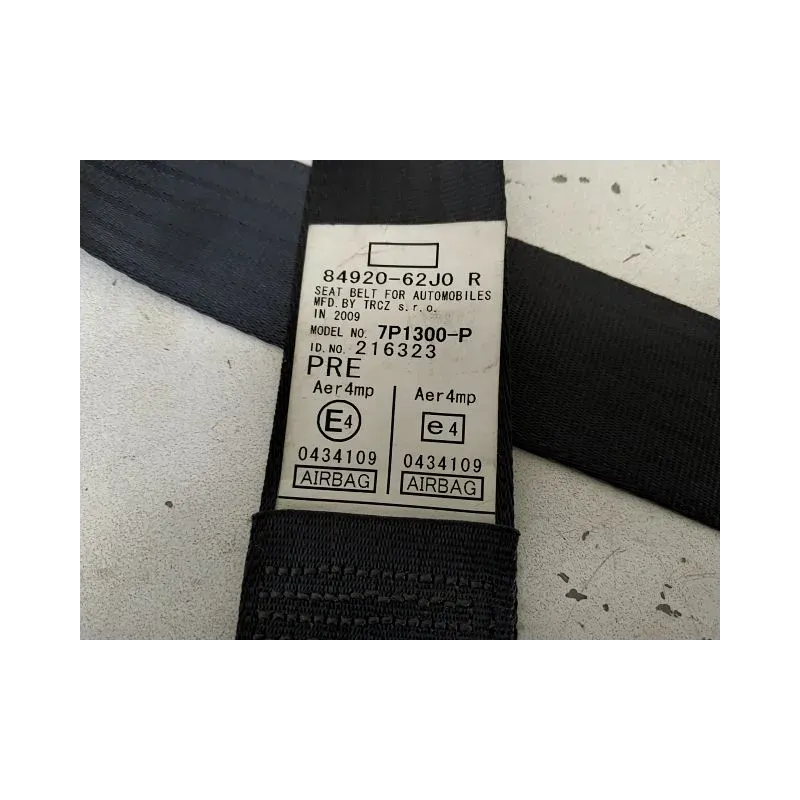 84920-62J0 R
SEAT BELT FOR AUTOMOBILES
MFD. BY TRCZ s.r.o.
IN 2009
MODEL NO. 7P1300-P
ID.NO. 216323
PRE
Aer4mp Aer4mp
E4 e4
0434109 0434109
AIRBAG AIRBAG